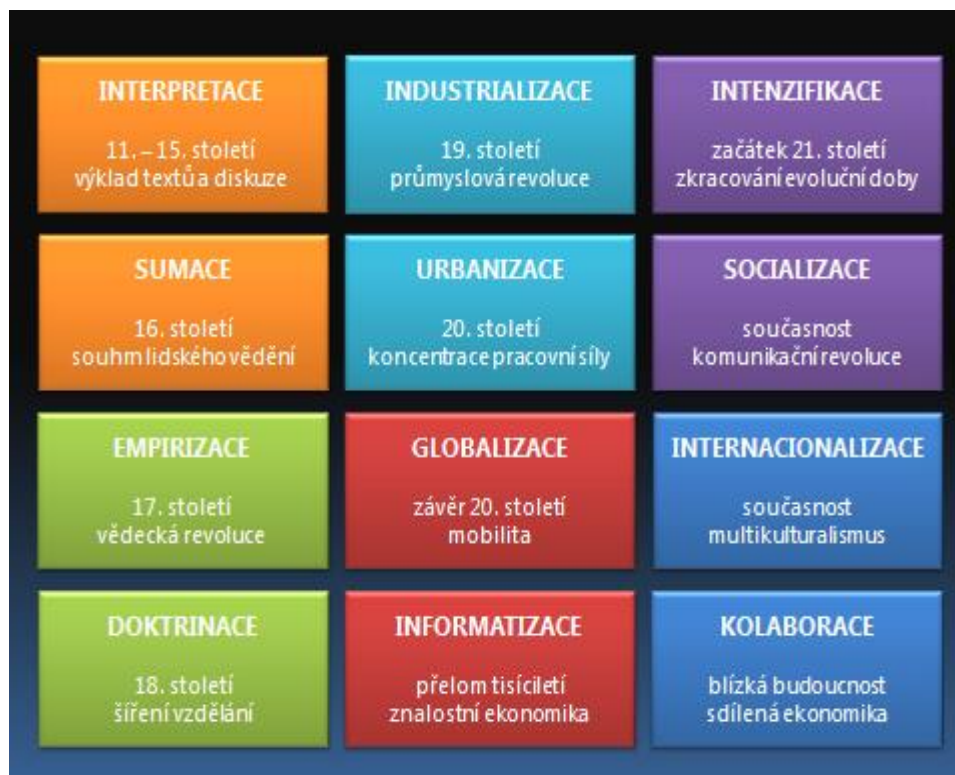 INTERPRETACE
11. – 15. století
výklad textů a diskuze
SUMACE
16. století
souhrn lidského vědění
EMPIRIZACE
17. století
vědecká revoluce
DOKTRINACE
18. století
šíření vzdělání
INDUSTRIALIZACE
19. století
průmyslová revoluce
URBANIZACE
20. století
koncentrace pracovní síly
GLOBALIZACE
závěr 20. století
mobilita
INFORMATIZACE
přelom tisíciletí
znalostní ekonomika
INTENZIFIKACE
začátek 21. století
zkracování evoluční doby
SOCIALIZACE
současnost
komunikační revoluce
INTERNACIONALIZACE
současnost
multikulturalismus
KOLABORACE
blízká budoucnost
sdílená ekonomika